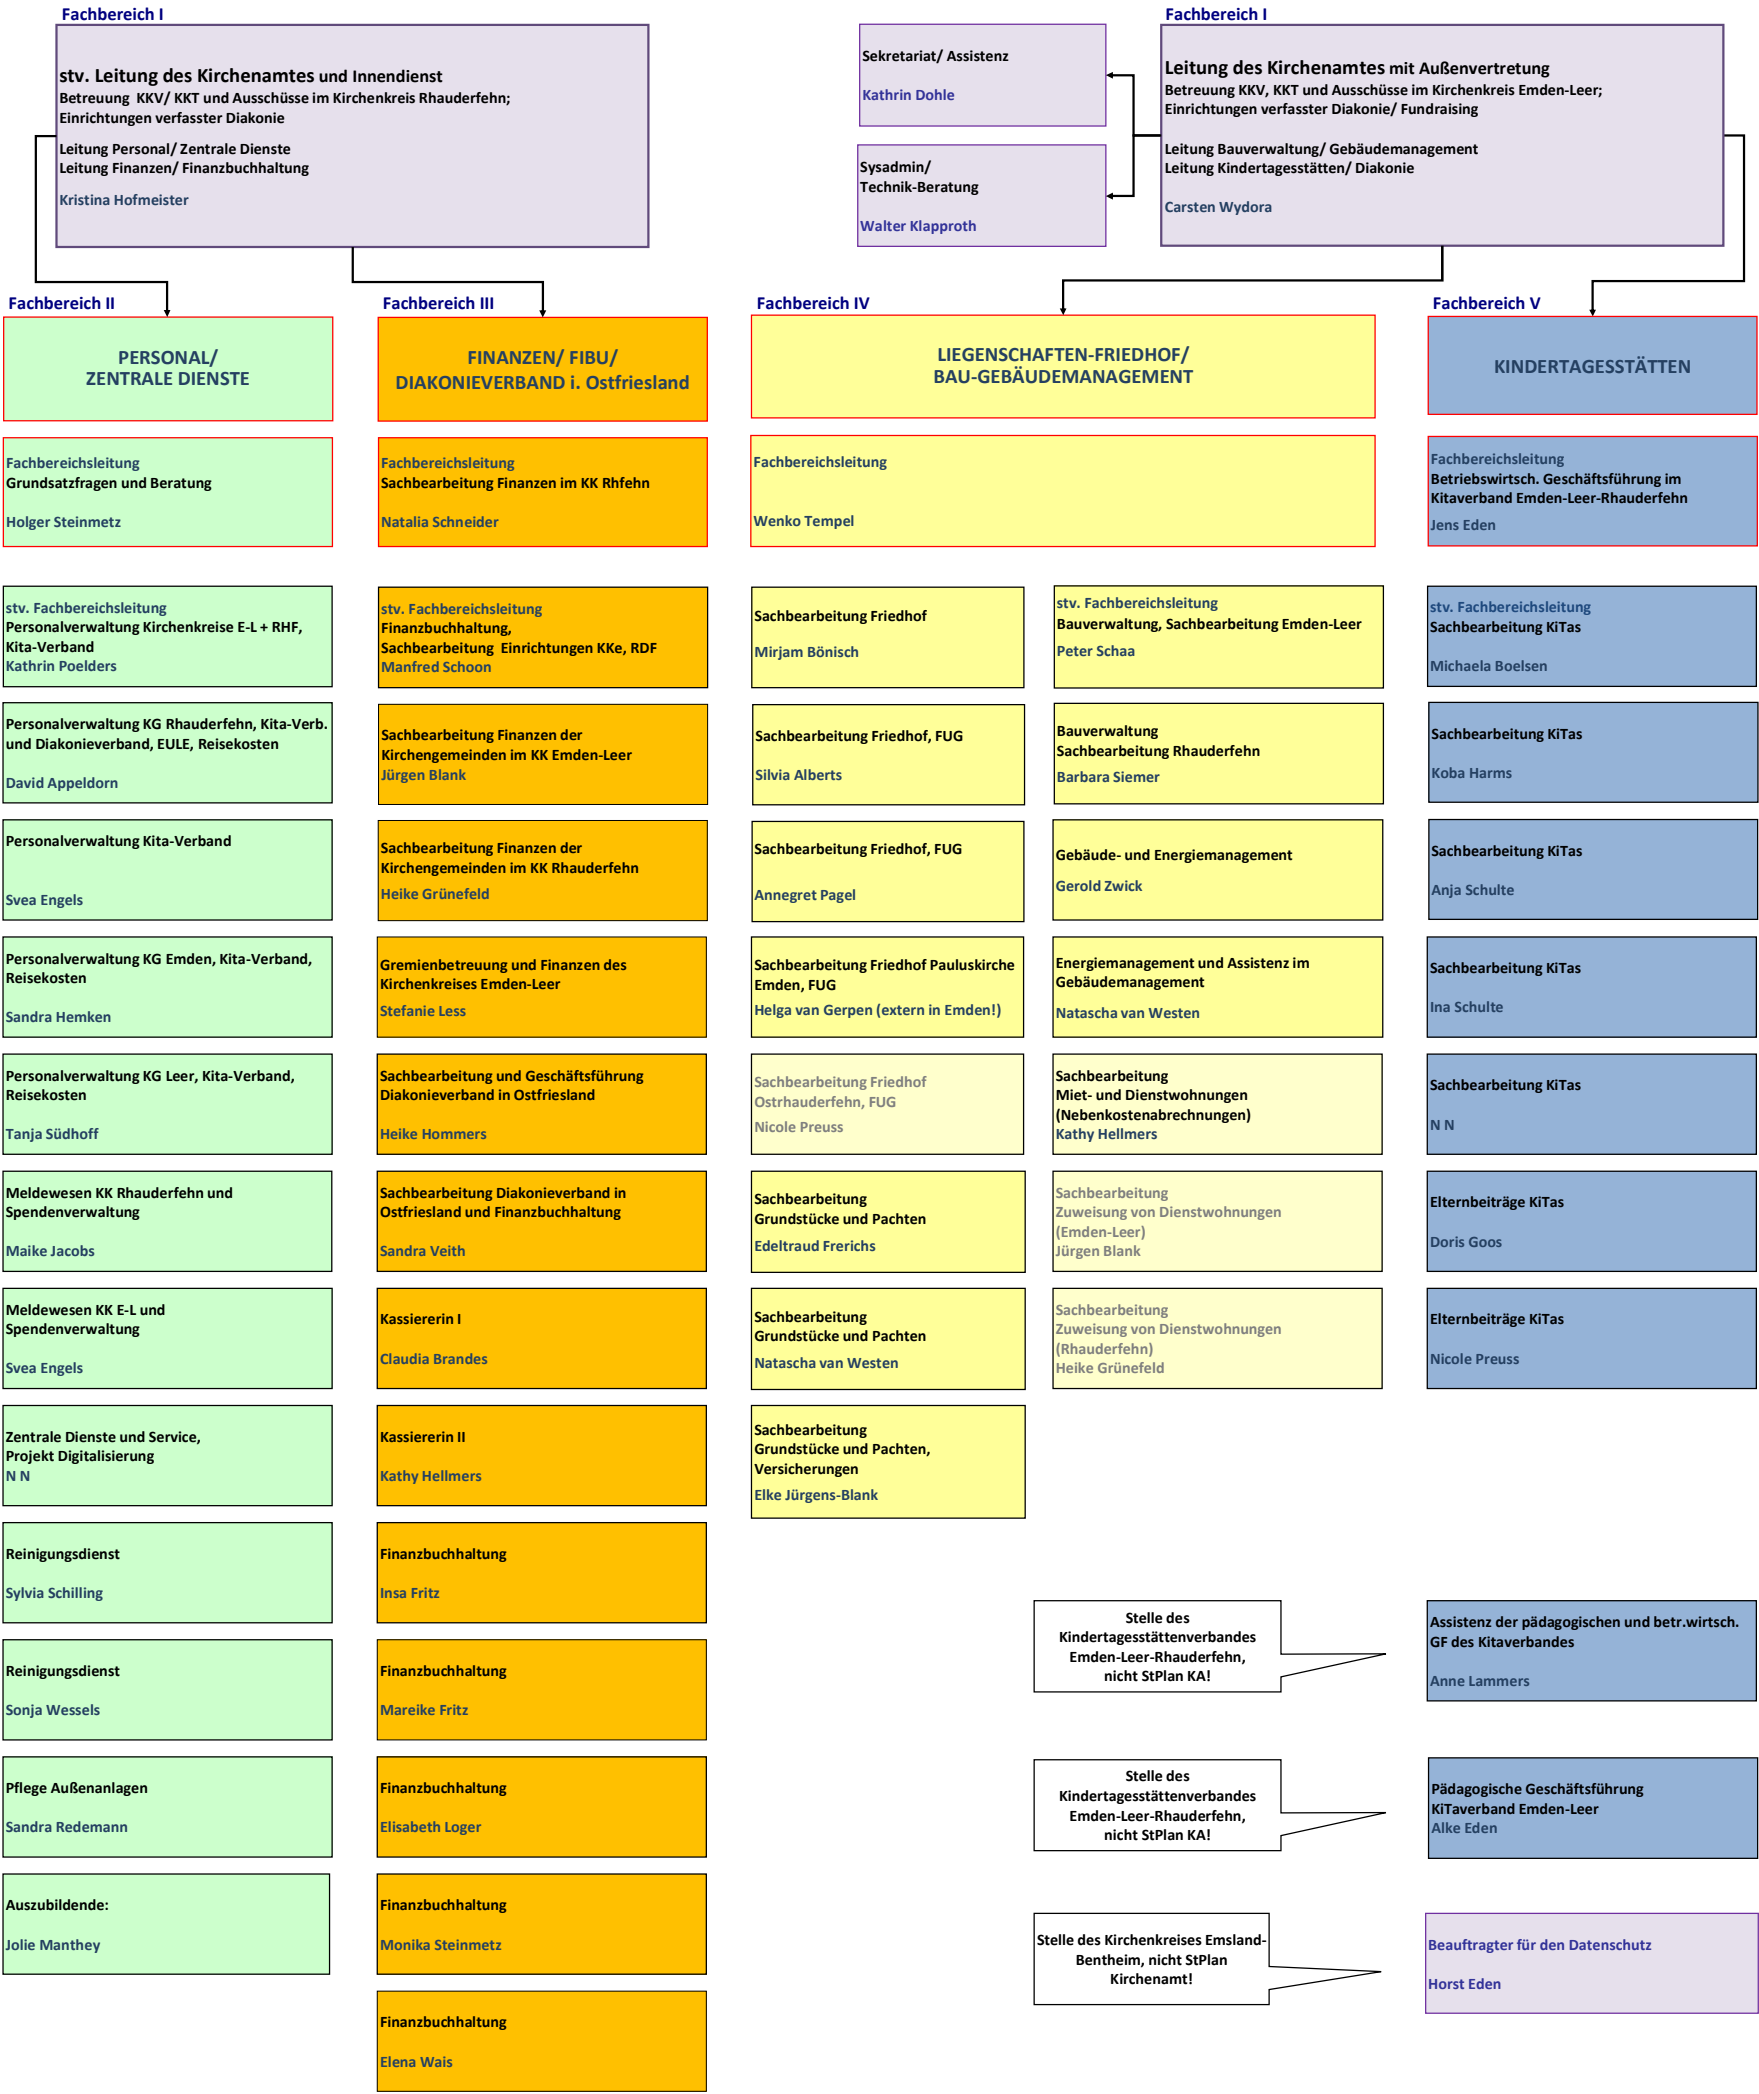 Fachbereich I
stv. Leitung des Kirchenamtes und Innendienst
Betreuung KKV/ KKT und Ausschüsse im Kirchenkreis Rhauderfehn;
Einrichtungen verfasster Diakonie
Leitung Personal/ Zentrale Dienste
Leitung Finanzen/ Finanzbuchhaltung
Kristina Hofmeister
Sekretariat/ Assistenz
Kathrin Dohle
Sysadmin/
Technik-Beratung
Walter Klapproth
Fachbereich I
Leitung des Kirchenamtes mit Außenvertretung
Betreuung KKV, KKT und Ausschüsse im Kirchenkreis Emden-Leer;
Einrichtungen verfasster Diakonie/ Fundraising
Leitung Bauverwaltung/ Gebäudemanagement
Leitung Kindertagesstätten/ Diakonie
Carsten Wydora
Fachbereich II
PERSONAL/
ZENTRALE DIENSTE
Fachbereichsleitung
Grundsatzfragen und Beratung
Holger Steinmetz
stv. Fachbereichsleitung
Personalverwaltung Kirchenkreise E-L + RHF,
Kita-Verband
Kathrin Poelders
Personalverwaltung KG Rhauderfehn, Kita-Verb.
und Diakonieverband, EULE, Reisekosten
David Appeldorn
Personalverwaltung Kita-Verband
Svea Engels
Personalverwaltung KG Emden, Kita-Verband,
Reisekosten
Sandra Hemken
Personalverwaltung KG Leer, Kita-Verband,
Reisekosten
Tanja Südhoff
Meldewesen KK Rhauderfehn und
Spendenverwaltung
Maike Jacobs
Meldewesen KK E-L und
Spendenverwaltung
Svea Engels
Zentrale Dienste und Service,
Projekt Digitalisierung
N N
Reinigungsdienst
Sylvia Schilling
Reinigungsdienst
Sonja Wessels
Pflege Außenanlagen
Sandra Redemann
Auszubildende:
Jolie Manthey
Fachbereich III
FINANZEN/ FIBU/
DIAKONIEVERBAND i. Ostfriesland
Fachbereichsleitung
Sachbearbeitung Finanzen im KK Rhfehn
Natalia Schneider
stv. Fachbereichsleitung
Finanzbuchhaltung,
Sachbearbeitung Einrichtungen KKe, RDF
Manfred Schoon
Sachbearbeitung Finanzen der
Kirchengemeinden im KK Emden-Leer
Jürgen Blank
Sachbearbeitung Finanzen der
Kirchengemeinden im KK Rhauderfehn
Heike Grünefeld
Gremienbetreuung und Finanzen des
Kirchenkreises Emden-Leer
Stefanie Less
Sachbearbeitung und Geschäftsführung
Diakonieverband in Ostfriesland
Heike Hommers
Sachbearbeitung Diakonieverband in
Ostfriesland und Finanzbuchhaltung
Sandra Veith
Kassiererin I
Claudia Brandes
Kassiererin II
Kathy Hellmers
Finanzbuchhaltung
Insa Fritz
Finanzbuchhaltung
Mareike Fritz
Finanzbuchhaltung
Elisabeth Loger
Finanzbuchhaltung
Monika Steinmetz
Finanzbuchhaltung
Elena Wais
Fachbereich IV
LIEGENSCHAFTEN-FRIEDHOF/
BAU-GEBÄUDEMANAGEMENT
Fachbereichsleitung
Wenko Tempel
Sachbearbeitung Friedhof
Mirjam Bönisch
Sachbearbeitung Friedhof, FUG
Silvia Alberts
Sachbearbeitung Friedhof, FUG
Annegret Pagel
Sachbearbeitung Friedhof Pauluskirche
Emden, FUG
Helga van Gerpen (extern in Emden!)
Sachbearbeitung Friedhof
Ostrhauderfehn, FUG
Nicole Preuss
Sachbearbeitung
Grundstücke und Pachten
Edeltraud Frerichs
Sachbearbeitung
Grundstücke und Pachten
Natascha van Westen
Sachbearbeitung
Grundstücke und Pachten,
Versicherungen
Elke Jürgens-Blank
stv. Fachbereichsleitung
Bauverwaltung, Sachbearbeitung Emden-Leer
Peter Schaa
Bauverwaltung
Sachbearbeitung Rhauderfehn
Barbara Siemer
Gebäude- und Energiemanagement
Gerold Zwick
Energiemanagement und Assistenz im
Gebäudemanagement
Natascha van Westen
Sachbearbeitung
Miet- und Dienstwohnungen
(Nebenkostenabrechnungen)
Kathy Hellmers
Sachbearbeitung
Zuweisung von Dienstwohnungen
(Emden-Leer)
Jürgen Blank
Sachbearbeitung
Zuweisung von Dienstwohnungen
(Rhauderfehn)
Heike Grünefeld
Fachbereich V
KINDERTAGESSTÄTTEN
Fachbereichsleitung
Betriebswirtsch. Geschäftsführung im
Kitaverband Emden-Leer-Rhauderfehn
Jens Eden
stv. Fachbereichsleitung
Sachbearbeitung KiTas
Michaela Boelsen
Sachbearbeitung KiTas
Koba Harms
Sachbearbeitung KiTas
Anja Schulte
Sachbearbeitung KiTas
Ina Schulte
Sachbearbeitung KiTas
N N
Elternbeiträge KiTas
Doris Goos
Elternbeiträge KiTas
Nicole Preuss
Stelle des
Kindertagesstättenverbandes
Emden-Leer-Rhauderfehn,
nicht StPlan KA!
Assistenz der pädagogischen und betr.wirtsch.
GF des Kitaverbandes
Anne Lammers
Stelle des
Kindertagesstättenverbandes
Emden-Leer-Rhauderfehn,
nicht StPlan KA!
Pädagogische Geschäftsführung
KiTaverband Emden-Leer
Alke Eden
Stelle des Kirchenkreises Emsland-
Bentheim, nicht StPlan
Kirchenamt!
Beauftragter für den Datenschutz
Horst Eden